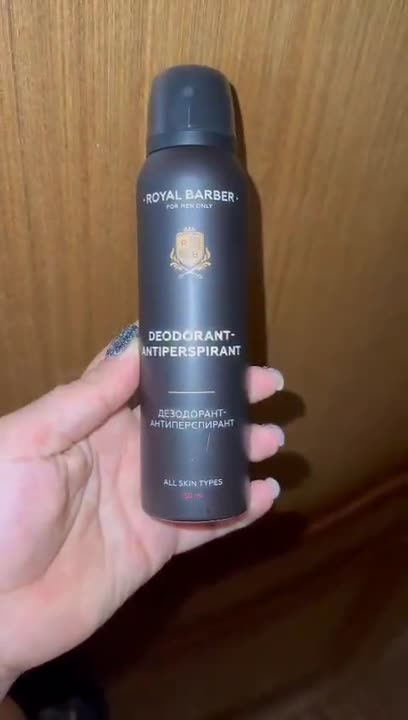 ·ROYAL BARBER·
FOR MEN ONLY
DEODORANT-
ANTIPERSPIRANT
ДЕЗОДОРАНТ-
АНТИПЕРСПИРАНТ
ALL SKIN TYPES